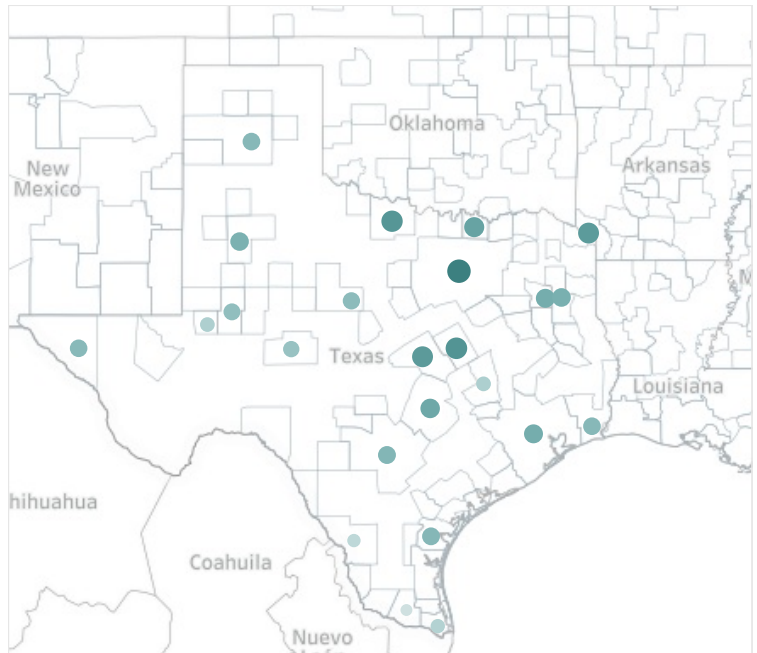 Oklahoma
Arkansas
New
Mexico
M
Texas
Louisiana
hihuahua
Coahuila
Nuevo